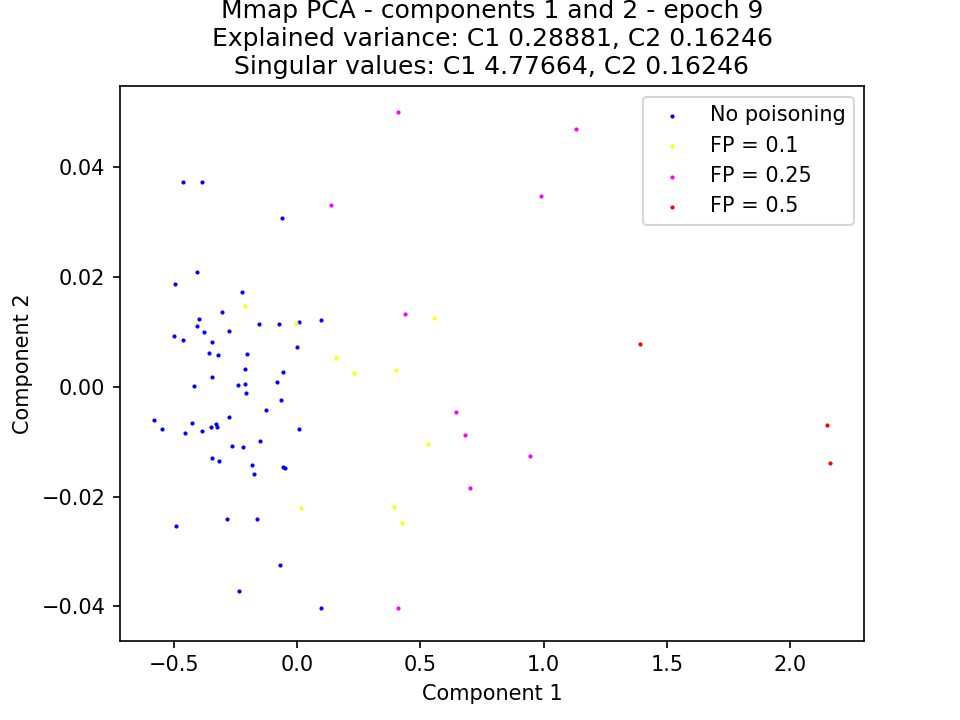 Mmap PCA - components 1 and 2 - epoch 9
Explained variance: C1 0.28881, C2 0.16246
Singular values: C1 4.77664, C2 0.16246
No poisoning
FP = 0.1
FP = 0.25
FP = 0.5
0.04
0.02
0.00
−0.02
−0.04
Component 2
−0.5
0.0
0.5
1.0
1.5
2.0
Component 1